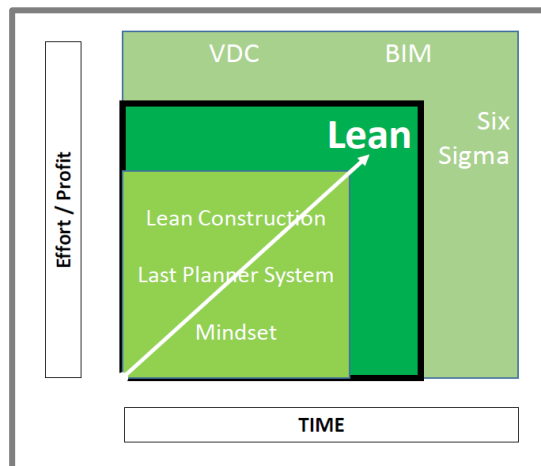 VDC BIM
Six
Sigma
Lean
Lean Construction
Last Planner System
Mindset
Effort / Profit
TIME